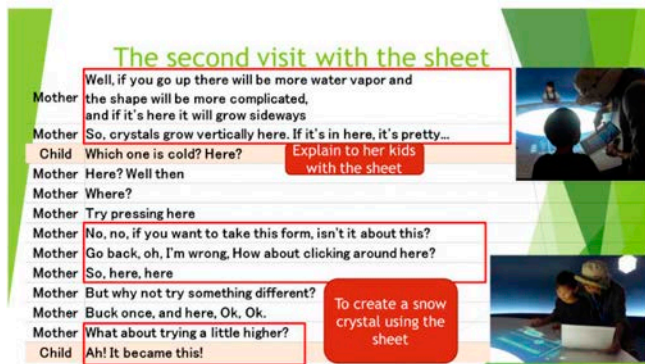 The second visit with the sheet
Well, if you go up there will be more water vapor and
Mother the shape will be more complicated,
and if it's here it will grow sideways
Mother So, crystals grow vertically here. If it's in here, it's pretty...
Child Which one is cold? Here?
Explain to her kids
with the sheet
Mother Here? Well then
Mother Where?
Mother Try pressing here
Mother No, no, if you want to take this form, isn't it about this?
Mother Go back, oh, I'm wrong, How about clicking around here?
Mother So, here, here
Mother But why not try something different?
Mother Buck once, and here, Ok, Ok.
Mother What about trying a little higher?
Child Ah! It became this!
To create a snow
crystal using the
sheet